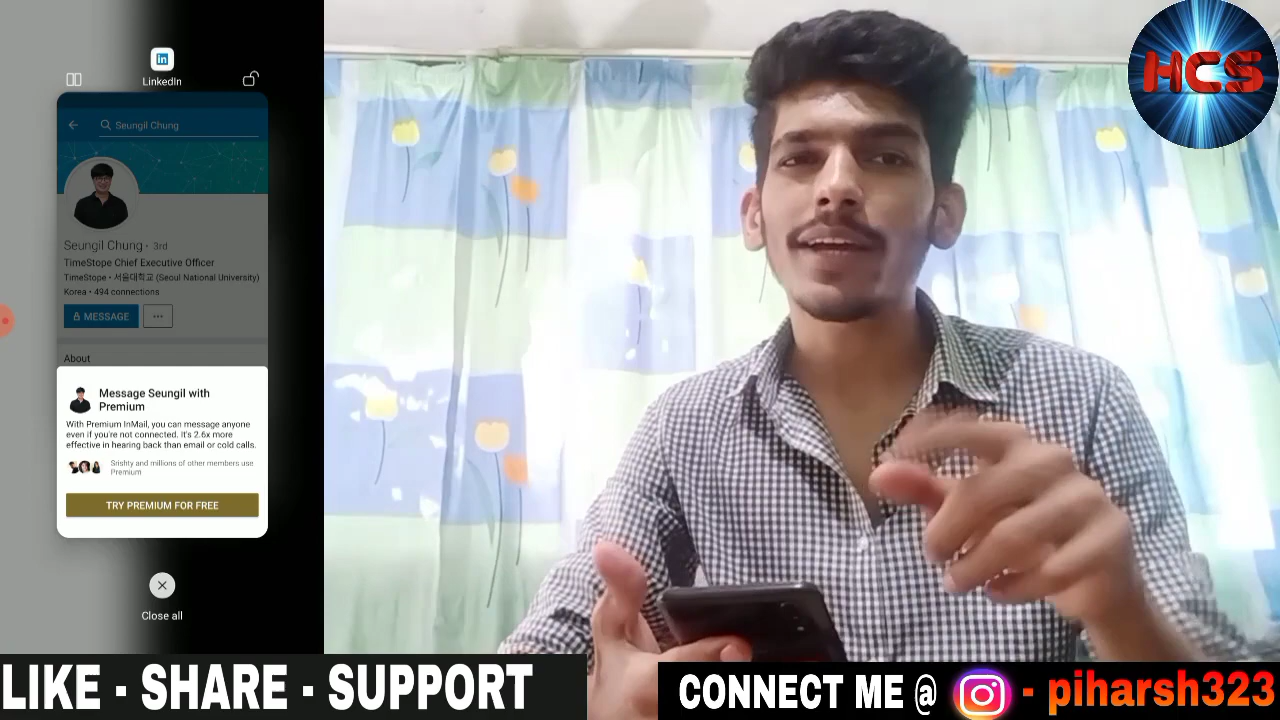 LinkedIn
Seungil Chung
Seungil Chung · 3rd
TimeStope Chief Executive Officer
TimeStope • 서울대학교 (Seoul National University)
Korea • 494 connections
MESSAGE
About
Message Seungil with
Premium
With Premium InMail, you can message anyone
even if you're not connected. It's 2.6x more
effective in hearing back than email or cold calls.
Srishty and millions of other members use
Premium
TRY PREMIUM FOR FREE
Close all
HCS
LIKE - SHARE - SUPPORT
CONNECT ME @ - piharsh323